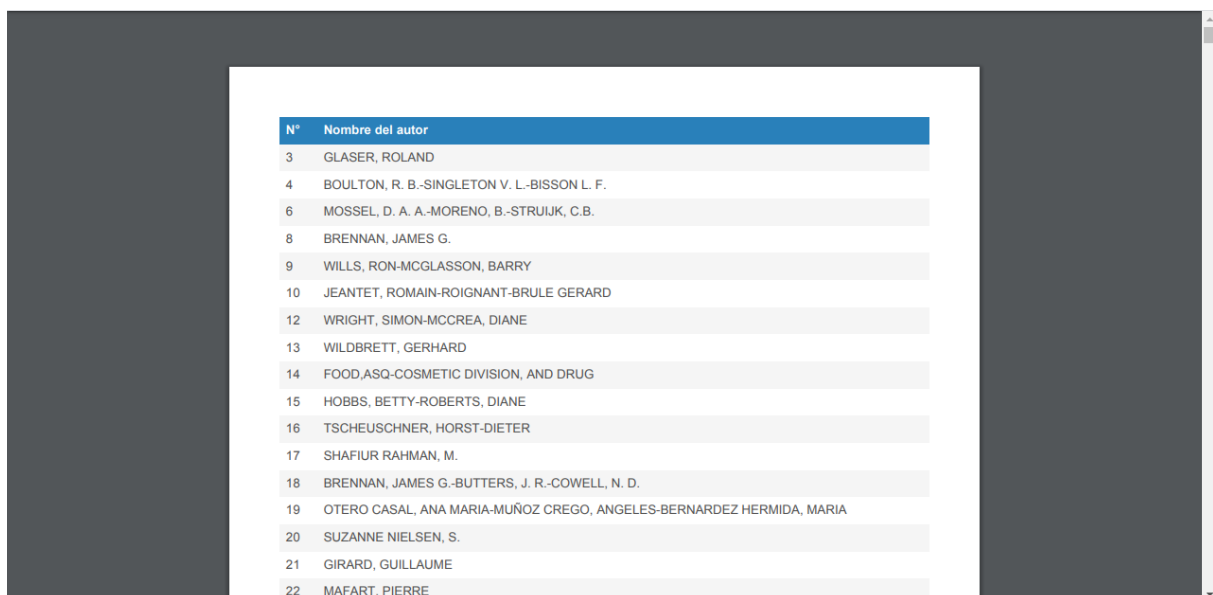 N° Nombre del autor
3 GLASER, ROLAND
4 BOULTON, R. B.-SINGLETON V. L.-BISSON L. F.
6 MOSSEL, D. A. A.-MORENO, B.-STRUIJK, C.B.
8 BRENNAN, JAMES G.
9 WILLS, RON-MCGLASSON, BARRY
10 JEANTET, ROMAIN-ROIGNANT-BRULE GERARD
12 WRIGHT, SIMON-MCCREA, DIANE
13 WILDBRETT, GERHARD
14 FOOD,ASQ-COSMETIC DIVISION, AND DRUG
15 HOBBS, BETTY-ROBERTS, DIANE
16 TSCHEUSCHNER, HORST-DIETER
17 SHAFIUR RAHMAN, M.
18 BRENNAN, JAMES G.-BUTTERS, J. R.-COWELL, N. D.
19 OTERO CASAL, ANA MARIA-MUÑOZ CREGO, ANGELES-BERNARDEZ HERMIDA, MARIA
20 SUZANNE NIELSEN, S.
21 GIRARD, GUILLAUME
22 MAFART, PIERRE